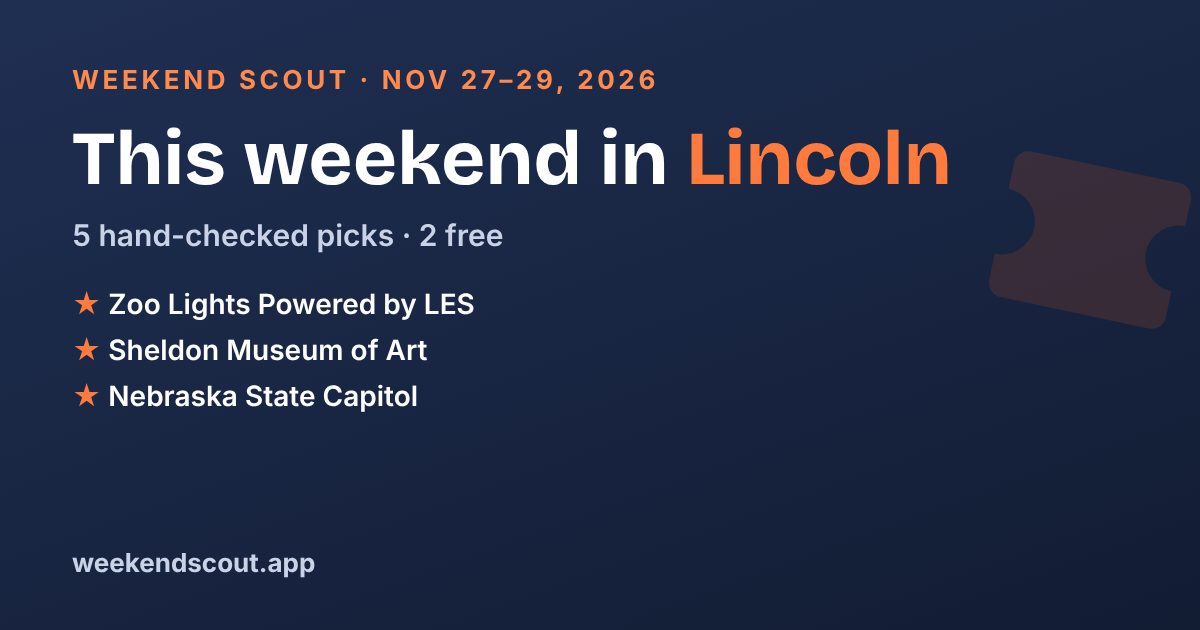 WEEKEND SCOUT · NOV 27–29, 2026
This weekend in Lincoln
5 hand-checked picks · 2 free
★ Zoo Lights Powered by LES
★ Sheldon Museum of Art
★ Nebraska State Capitol
weekendscout.app